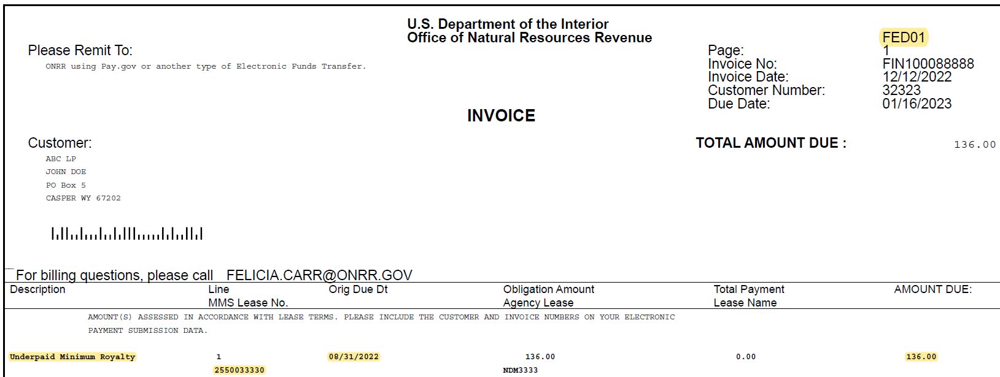 U.S. Department of the Interior
Office of Natural Resources Revenue
FED01
Please Remit To:
ONRR using Pay.gov or another type of Electronic Funds Transfer.
Page: 1
Invoice No: FIN100088888
Invoice Date: 12/12/2022
Customer Number: 32323
Due Date: 01/16/2023
INVOICE
Customer:
TOTAL AMOUNT DUE : 136.00
ABC LP
JOHN DOE
PO Box 5
CASPER WY 67202
For billing questions, please call FELICIA.CARR@ONRR.GOV
Description Line Orig Due Dt Obligation Amount Total Payment AMOUNT DUE:
MMS Lease No. Agency Lease Lease Name
AMOUNT(S) ASSESSED IN ACCORDANCE WITH LEASE TERMS. PLEASE INCLUDE THE CUSTOMER AND INVOICE NUMBERS ON YOUR ELECTRONIC
PAYMENT SUBMISSION DATA.
Underpaid Minimum Royalty 1 08/31/2022 136.00 0.00 136.00
2550033330 NDM3333